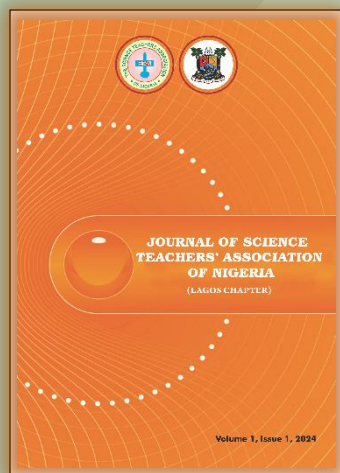 JOURNAL OF SCIENCE
TEACHERS' ASSOCIATION
OF NIGERIA
(LAGOS CHAPTER)
Volume 1, Issue 1, 2024